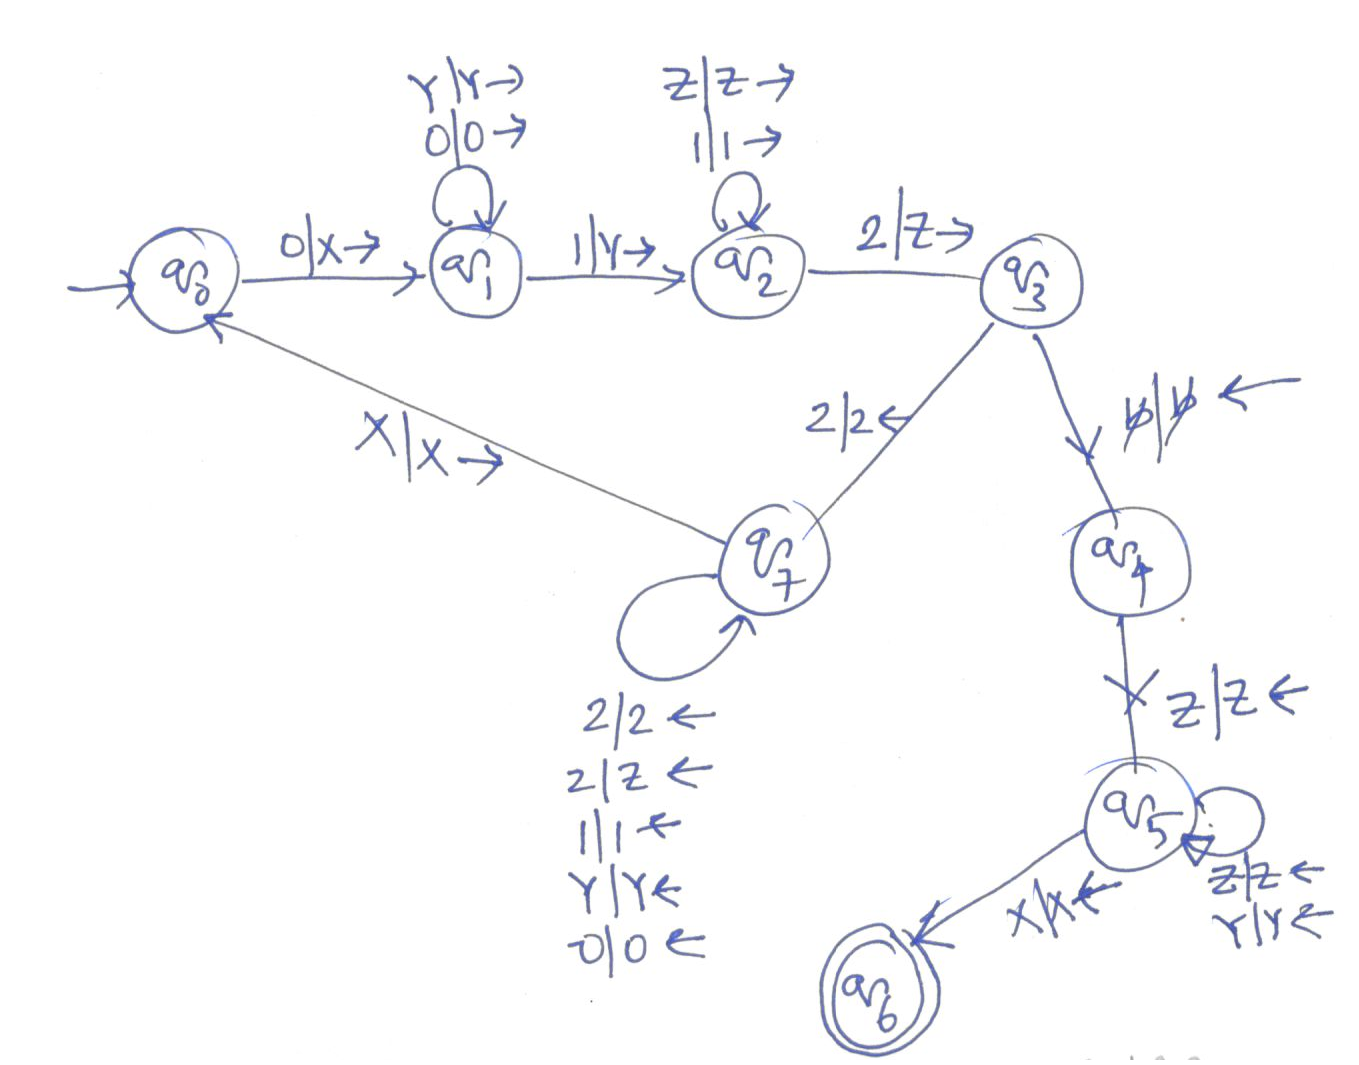 Y|Y→
0|0→
Z|Z→
1|1→
q0
0|X→
q1
1|Y→
q2
2|Z→
q3
X|X→
2|2←
ƀ|ƀ←
q7
q4
2|2←
2|Z←
1|1←
Y|Y←
0|0←
Z|Z←
q5
Z|Z←
Y|Y←
X|X←
q6